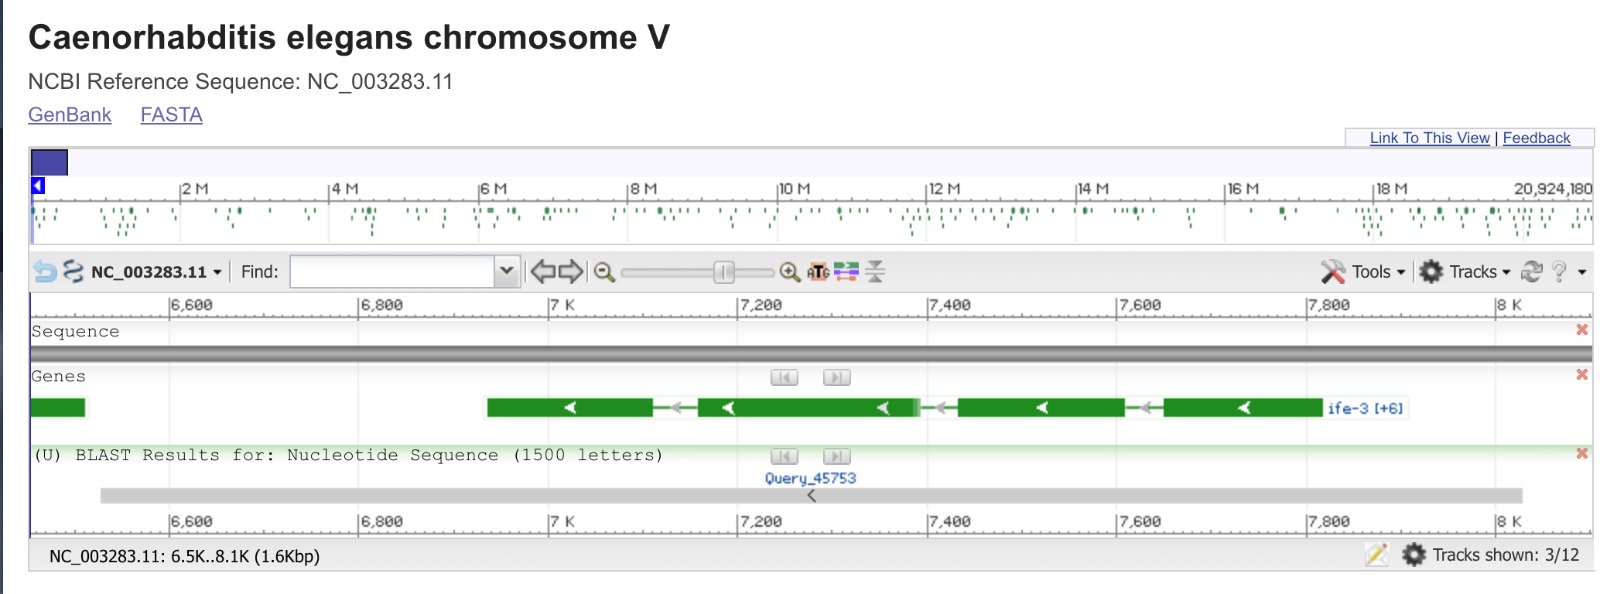 Caenorhabditis elegans chromosome V
NCBI Reference Sequence: NC_003283.11
GenBank FASTA
Link To This View | Feedback
2 M 4 M 6 M 8 M 10 M 12 M 14 M 16 M 18 M 20,924,180
NC_003283.11 Find: ATG Tools Tracks ?
6,600 6,800 7 K 7,200 7,400 7,600 7,800 8 K
Sequence
Genes
ife-3 [+6]
(U) BLAST Results for: Nucleotide Sequence (1500 letters)
Query_45753
6,600 6,800 7 K 7,200 7,400 7,600 7,800 8 K
NC_003283.11: 6.5K..8.1K (1.6Kbp) Tracks shown: 3/12